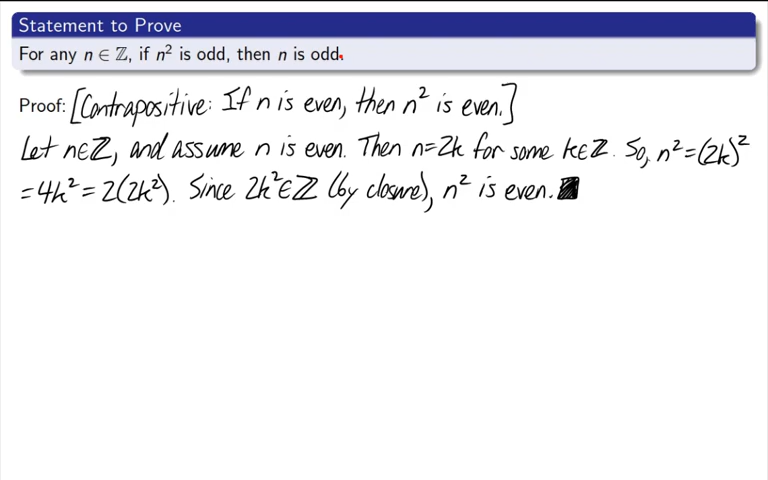 Statement to Prove
For any n ∈ ℤ, if n² is odd, then n is odd.
Proof: [Contrapositive: If n is even, then n² is even.]
Let n∈ℤ, and assume n is even. Then n=2k for some k∈ℤ. So, n²=(2k)²
=4k²=2(2k²). Since 2k²∈ℤ (by closure), n² is even. ■